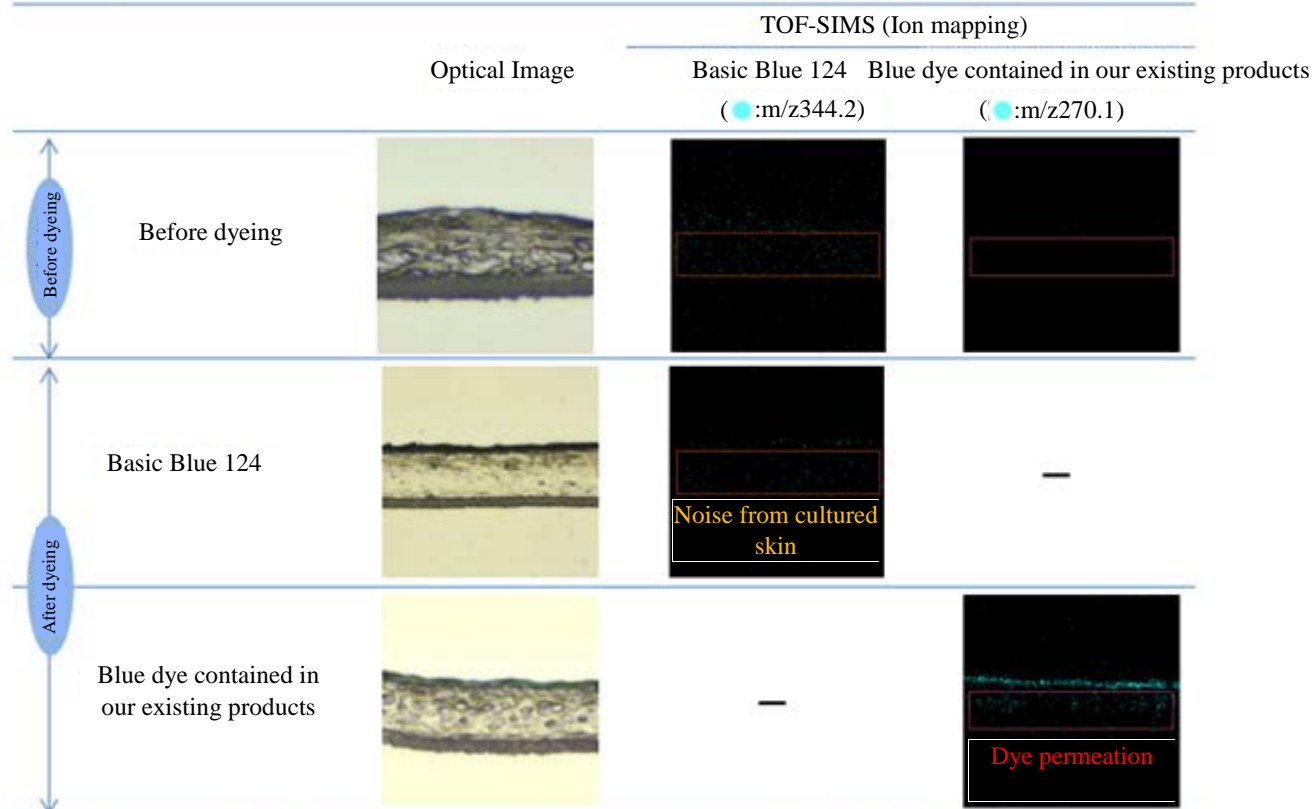 TOF-SIMS (Ion mapping)
Optical Image
Basic Blue 124
Blue dye contained in our existing products
( :m/z344.2)
( :m/z270.1)
Before dyeing
Before dyeing
Basic Blue 124
—
Noise from cultured
skin
After dyeing
Blue dye contained in
our existing products
—
Dye permeation